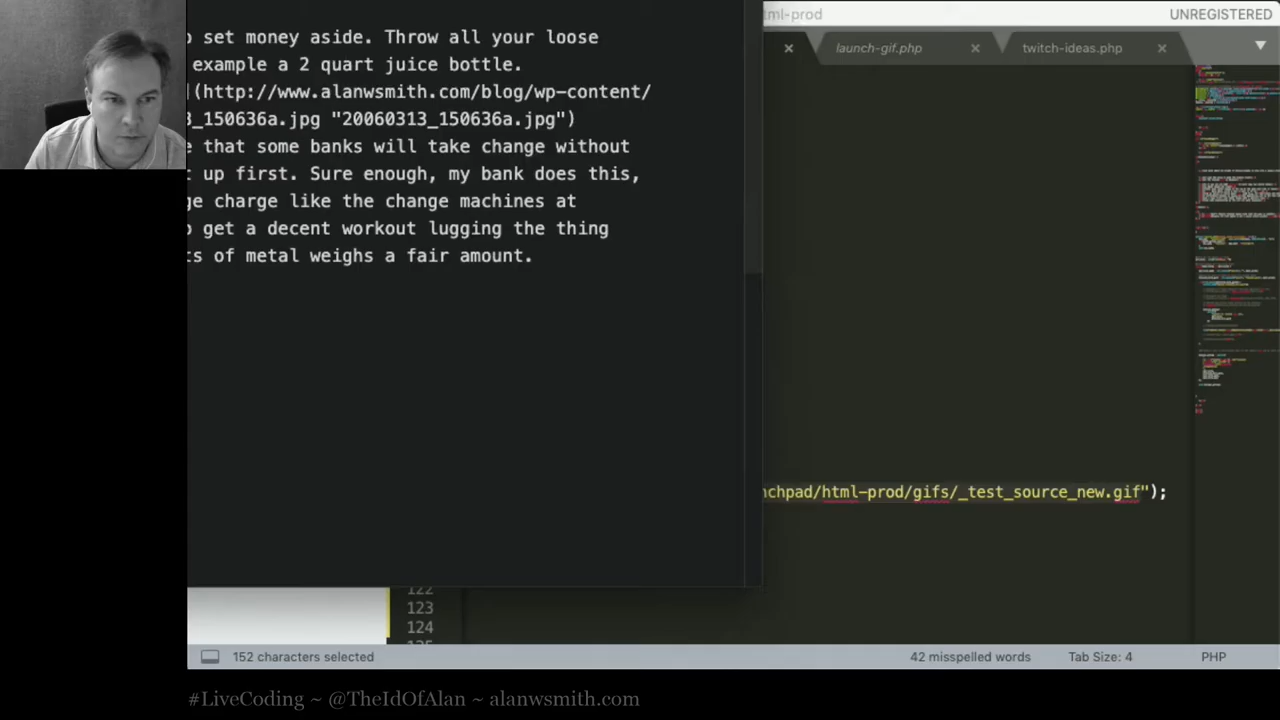 ml-prod
UNREGISTERED
launch-gif.php
twitch-ideas.php
set money aside. Throw all your loose
example a 2 quart juice bottle.
](http://www.alanwsmith.com/blog/wp-content/
3_150636a.jpg "20060313_150636a.jpg")
e that some banks will take change without
t up first. Sure enough, my bank does this,
ge charge like the change machines at
o get a decent workout lugging the thing
ts of metal weighs a fair amount.
nchpad/html-prod/gifs/_test_source_new.gif");
122
123
124
152 characters selected
42 misspelled words
Tab Size: 4
PHP
#LiveCoding ~ @TheIdOfAlan ~ alanwsmith.com